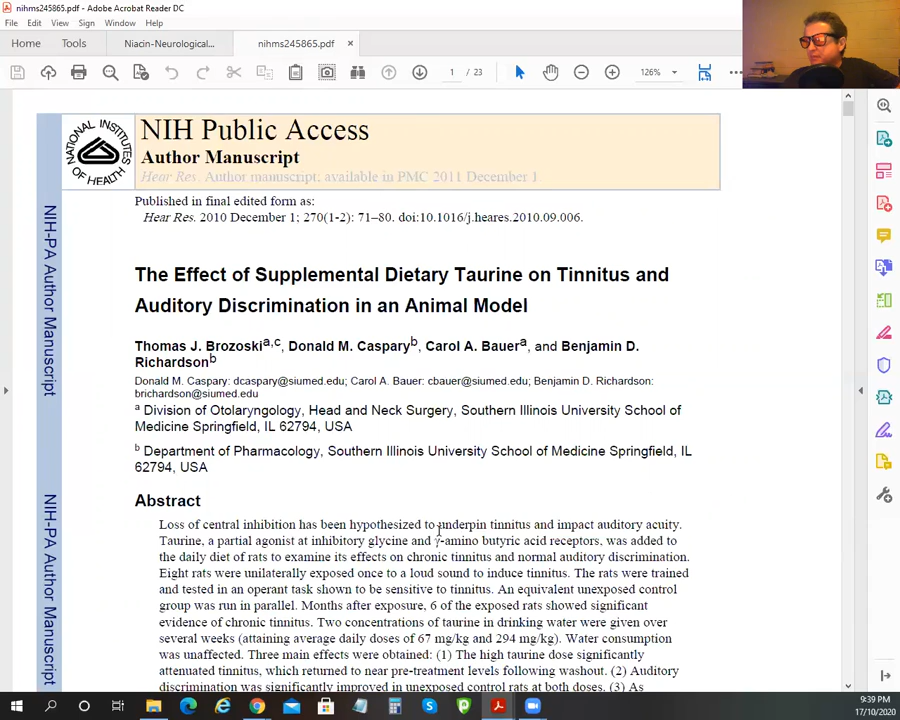 nihms245865.pdf - Adobe Acrobat Reader DC
File Edit View Sign Window Help
Home Tools Niacin-Neurological... nihms245865.pdf ×
1 / 23 126%
NATIONAL INSTITUTES OF HEALTH
NIH Public Access
Author Manuscript
Hear Res. Author manuscript; available in PMC 2011 December 1
NIH-PA Author Manuscript
NIH-PA Author Manuscript
Published in final edited form as:
Hear Res. 2010 December 1; 270(1-2): 71–80. doi:10.1016/j.heares.2010.09.006.
The Effect of Supplemental Dietary Taurine on Tinnitus and
Auditory Discrimination in an Animal Model
Thomas J. Brozoskia,c, Donald M. Casparyb, Carol A. Bauera, and Benjamin D.
Richardsonb
Donald M. Caspary: dcaspary@siumed.edu; Carol A. Bauer: cbauer@siumed.edu; Benjamin D. Richardson:
brichardson@siumed.edu
a Division of Otolaryngology, Head and Neck Surgery, Southern Illinois University School of
Medicine Springfield, IL 62794, USA
b Department of Pharmacology, Southern Illinois University School of Medicine Springfield, IL
62794, USA
Abstract
Loss of central inhibition has been hypothesized to underpin tinnitus and impact auditory acuity.
Taurine, a partial agonist at inhibitory glycine and γ-amino butyric acid receptors, was added to
the daily diet of rats to examine its effects on chronic tinnitus and normal auditory discrimination.
Eight rats were unilaterally exposed once to a loud sound to induce tinnitus. The rats were trained
and tested in an operant task shown to be sensitive to tinnitus. An equivalent unexposed control
group was run in parallel. Months after exposure, 6 of the exposed rats showed significant
evidence of chronic tinnitus. Two concentrations of taurine in drinking water were given over
several weeks (attaining average daily doses of 67 mg/kg and 294 mg/kg). Water consumption
was unaffected. Three main effects were obtained: (1) The high taurine dose significantly
attenuated tinnitus, which returned to near pre-treatment levels following washout. (2) Auditory
discrimination was significantly improved in unexposed control rats at both doses. (3) As
9:39 PM
17/10/2020